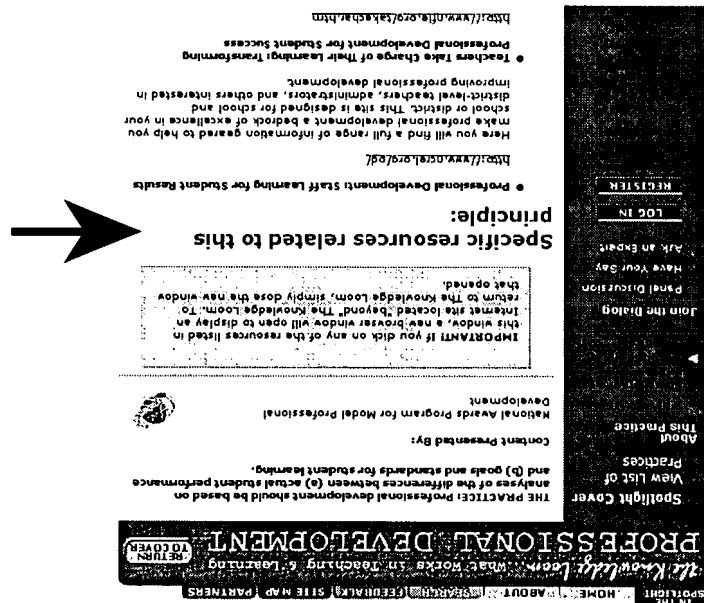 IN THE
SPOTLIGHT
HOME ABOUT SEARCH FEEDBACK SITE MAP PARTNERS
the Knowledge Loom... What Works in Teaching & Learning
PROFESSIONAL DEVELOPMENT
RETURN
TO COVER
Spotlight Cover
View List of
Practices
About
This Practice
Join the Dialog
Panel Discussion
Have Your Say
Ask an Expert
LOG IN
REGISTER
THE PRACTICE: Professional development should be based on
analyses of the differences between (a) actual student performance
and (b) goals and standards for student learning.
Content Presented By:
National Awards Program for Model Professional
Development
IMPORTANT! If you click on any of the resources listed in
this window, a new browser window will open to display an
Internet site located "beyond" The Knowledge Loom. To
return to The Knowledge Loom, simply close the new window
that opened.
Specific resources related to this
principle:
• Professional Development: Staff Learning for Student Results
http://www.ncrel.org/pd/
Here you will find a full range of information geared to help you
make professional development a bedrock of excellence in your
school or district. This site is designed for school and
district-level teachers, administrators, and others interested in
improving professional development.
• Teachers Take Charge of Their Learning: Transforming
Professional Development for Student Success
http://www.nfie.org/takechar.htm